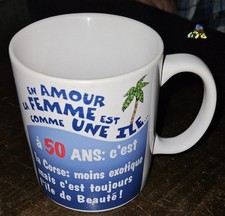 EN AMOUR
LA FEMME EST
COMME UNE ILE...
à 50 ANS: c'est
la Corse: moins exotique
mais c'est toujours
l'île de Beauté!